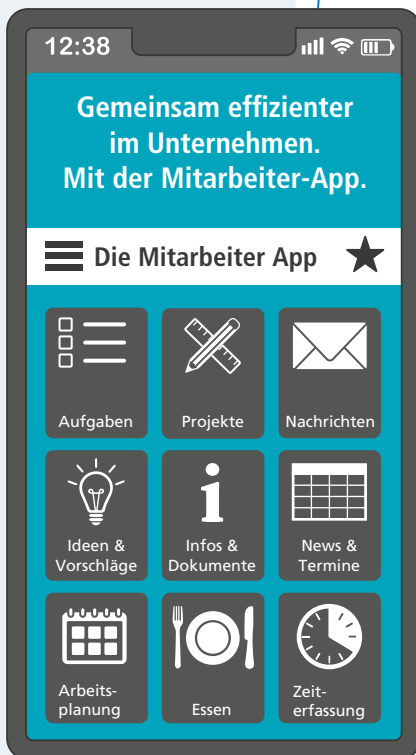 12:38
Gemeinsam effizienter
im Unternehmen.
Mit der Mitarbeiter-App.
Die Mitarbeiter App
Aufgaben
Projekte
Nachrichten
Ideen &
Vorschläge
Infos &
Dokumente
News &
Termine
Arbeits-
planung
Essen
Zeit-
erfassung